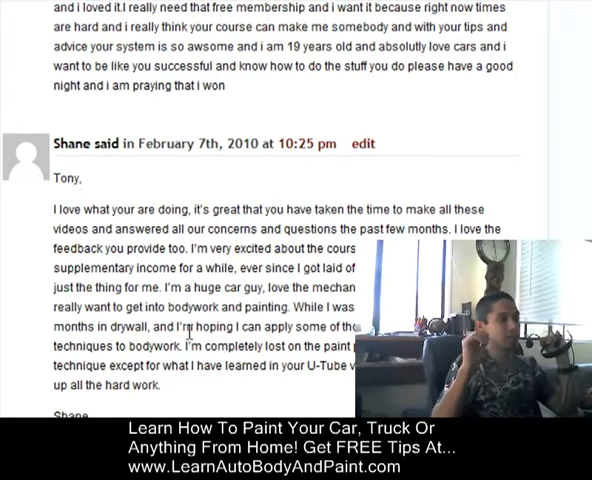 and i loved it.I really need that free membership and i want it because right now times
are hard and i really think your course can make me somebody and with your tips and
advice your system is so awsome and i am 19 years old and absolutly love cars and i
want to be like you successful and know how to do the stuff you do please have a good
night and i am praying that i won
Shane said in February 7th, 2010 at 10:25 pm edit
Tony,
I love what your are doing, it's great that you have taken the time to make all these
videos and answered all our concerns and questions the past few months. I love the
feedback you provide too. I'm very excited about the cours
supplementary income for a while, ever since I got laid of
just the thing for me. I'm a huge car guy, love the mechan
really want to get into bodywork and painting. While I was
months in drywall, and I'm hoping I can apply some of tho
techniques to bodywork. I'm completely lost on the paint
technique except for what I have learned in your U-Tube v
up all the hard work.
Shane
Learn How To Paint Your Car, Truck Or
Anything From Home! Get FREE Tips At...
www.LearnAutoBodyAndPaint.com